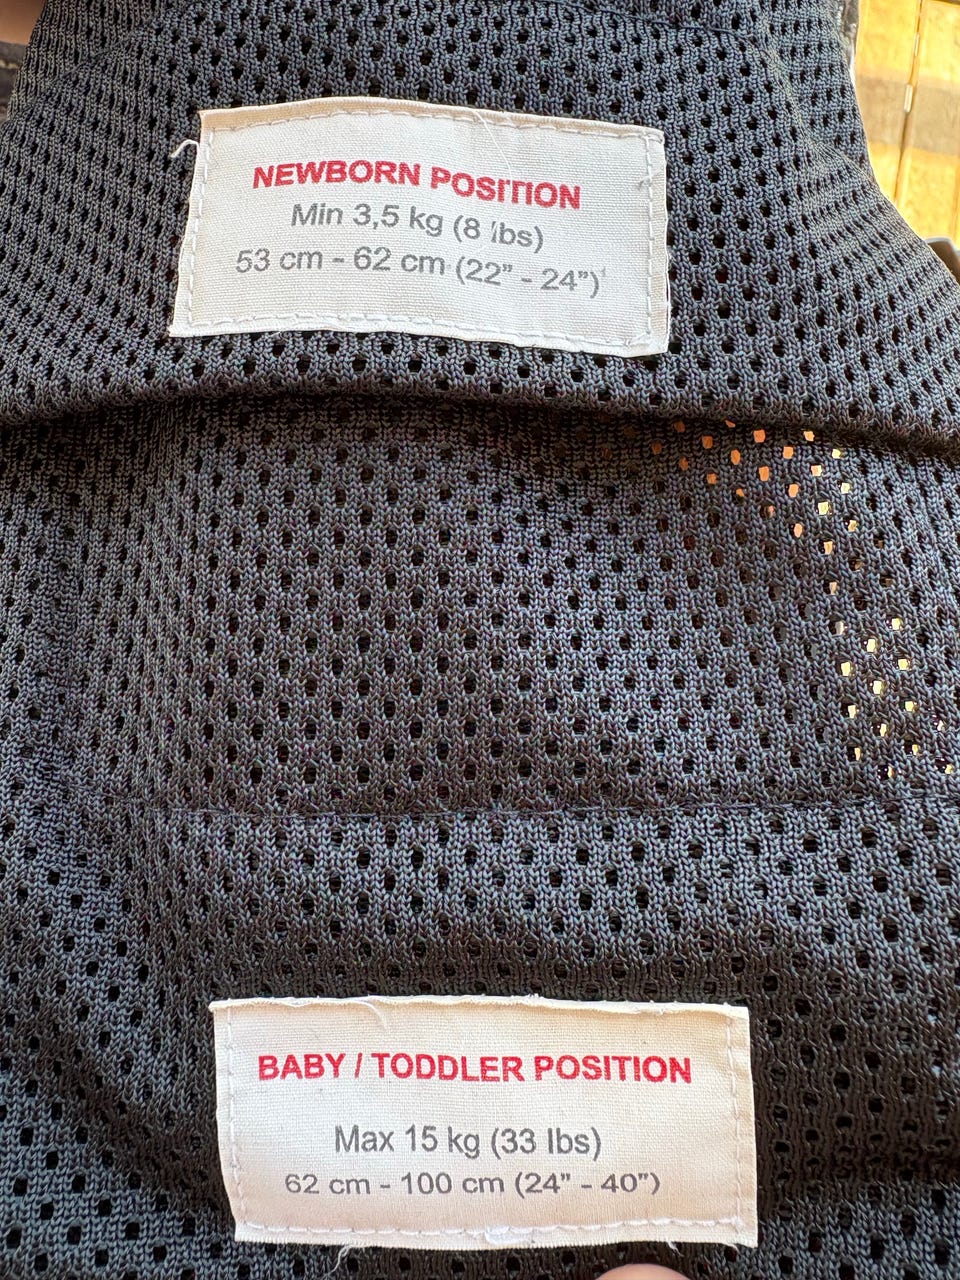 NEWBORN POSITION
Min 3,5 kg (8 lbs)
53 cm - 62 cm (22” - 24”)
BABY / TODDLER POSITION
Max 15 kg (33 lbs)
62 cm - 100 cm (24” - 40”)